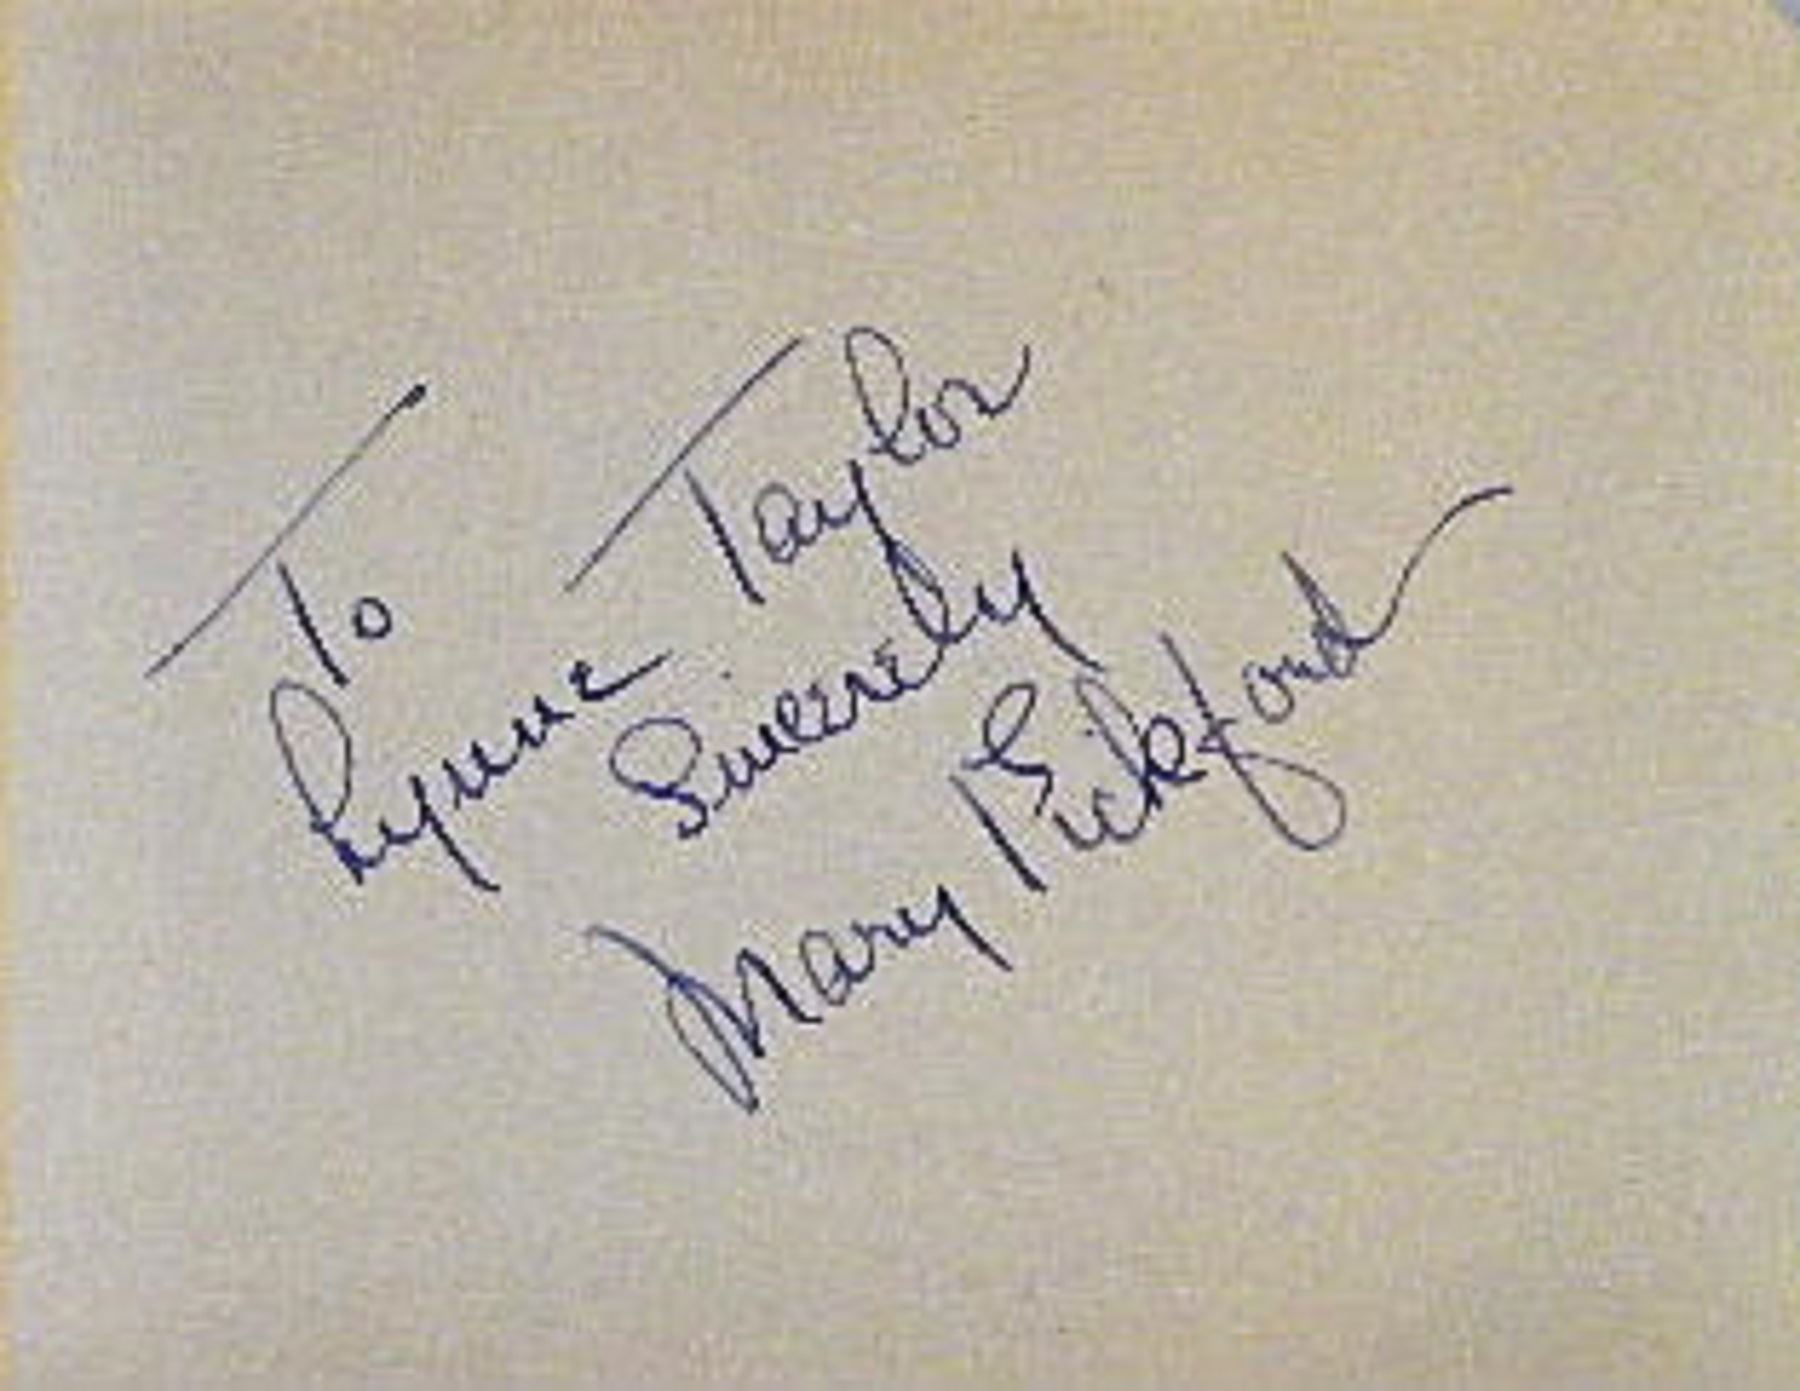 To
Lynne Taylor
Sincerely
Mary Pickford